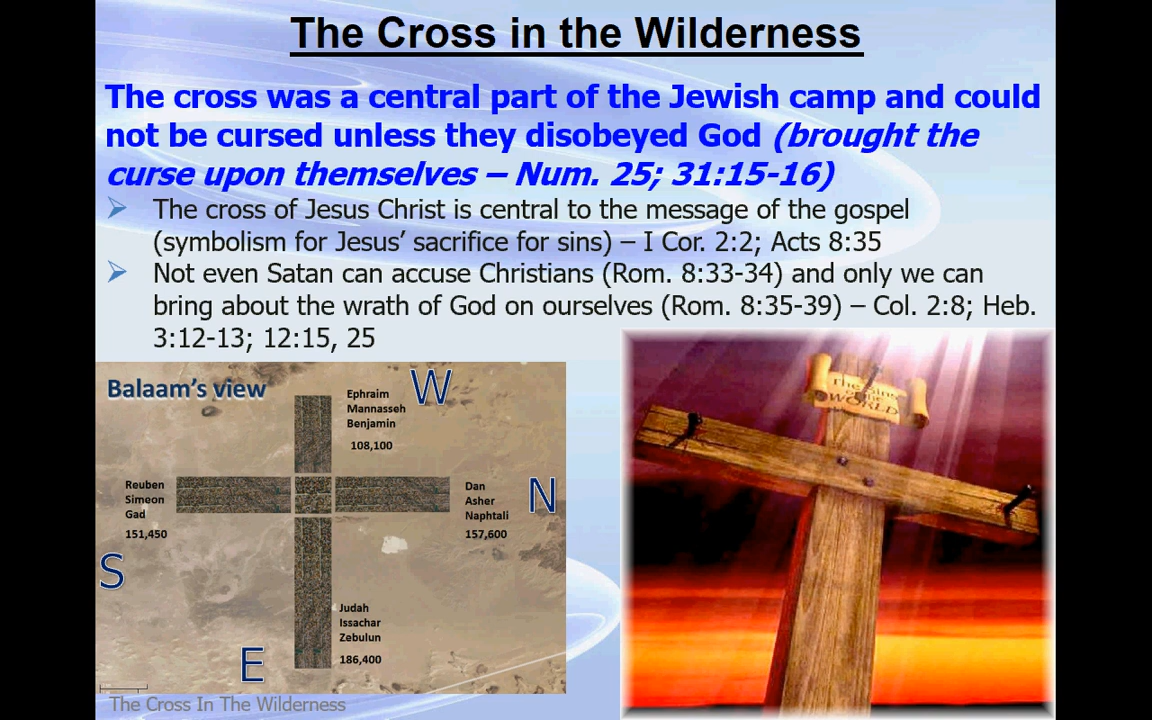 The Cross in the Wilderness
The cross was a central part of the Jewish camp and could
not be cursed unless they disobeyed God (brought the
curse upon themselves – Num. 25; 31:15-16)
The cross of Jesus Christ is central to the message of the gospel
(symbolism for Jesus’ sacrifice for sins) – I Cor. 2:2; Acts 8:35
Not even Satan can accuse Christians (Rom. 8:33-34) and only we can
bring about the wrath of God on ourselves (Rom. 8:35-39) – Col. 2:8; Heb.
3:12-13; 12:15, 25
Balaam’s view
W
Ephraim
Mannasseh
Benjamin
108,100
Reuben
Simeon
Gad
151,450
S
Dan
Asher
Naphtali
157,600
N
Judah
Issachar
Zebulun
186,400
E
The Sins
of the
WORLD
The Cross In The Wilderness